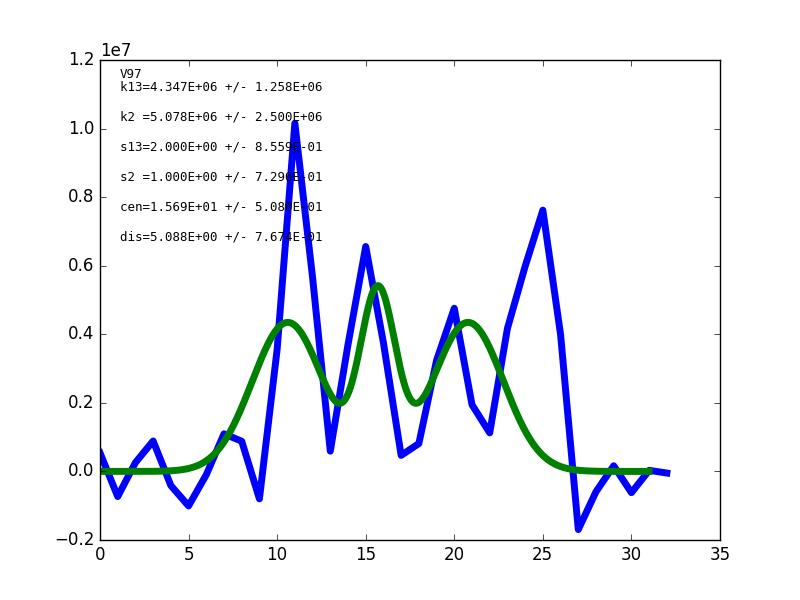 1e7
1.2
V97
k13=4.347E+06 +/- 1.258E+06
k2 =5.078E+06 +/- 2.500E+06
1.0
s13=2.000E+00 +/- 8.559E-01
s2 =1.000E+00 +/- 7.296E-01
0.8
cen=1.569E+01 +/- 5.080E-01
dis=5.088E+00 +/- 7.674E-01
0.6
0.4
0.2
0.0
−0.2
0 5 10 15 20 25 30 35